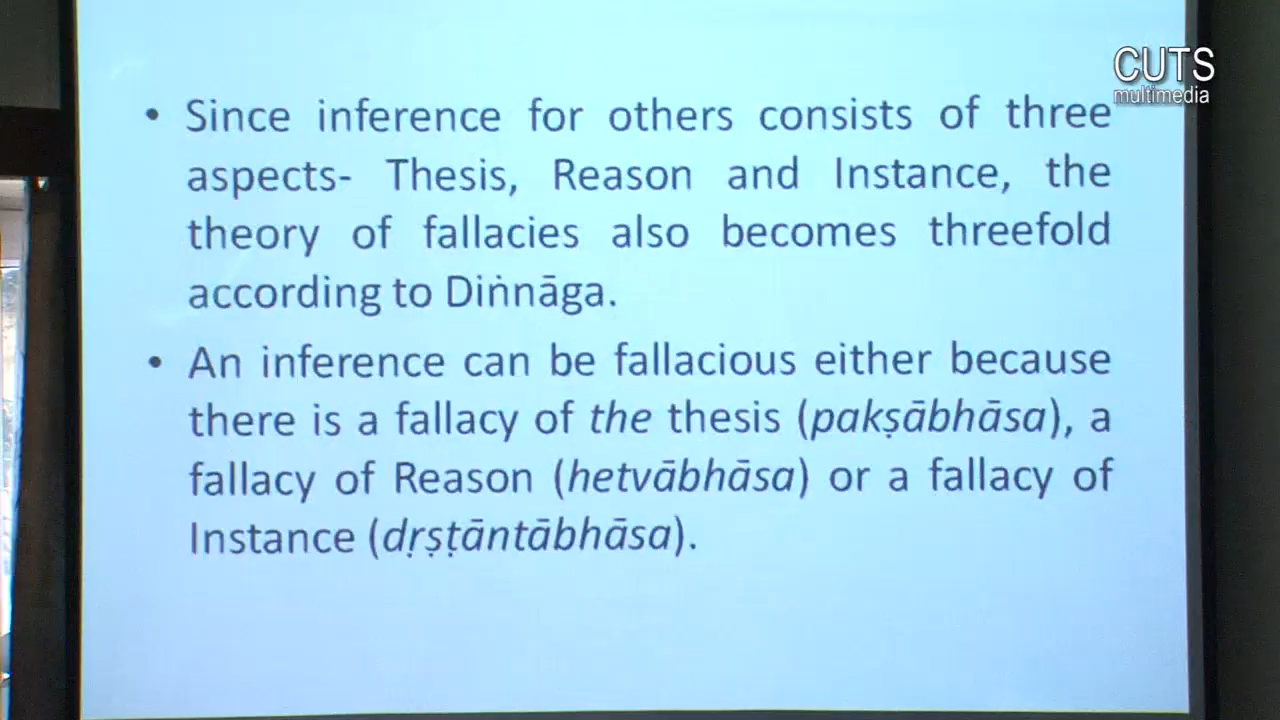 CUTS
multimedia
• Since inference for others consists of three
aspects- Thesis, Reason and Instance, the
theory of fallacies also becomes threefold
according to Diṅnāga.
• An inference can be fallacious either because
there is a fallacy of the thesis (pakṣābhāsa), a
fallacy of Reason (hetvābhāsa) or a fallacy of
Instance (dṛṣṭāntābhāsa).